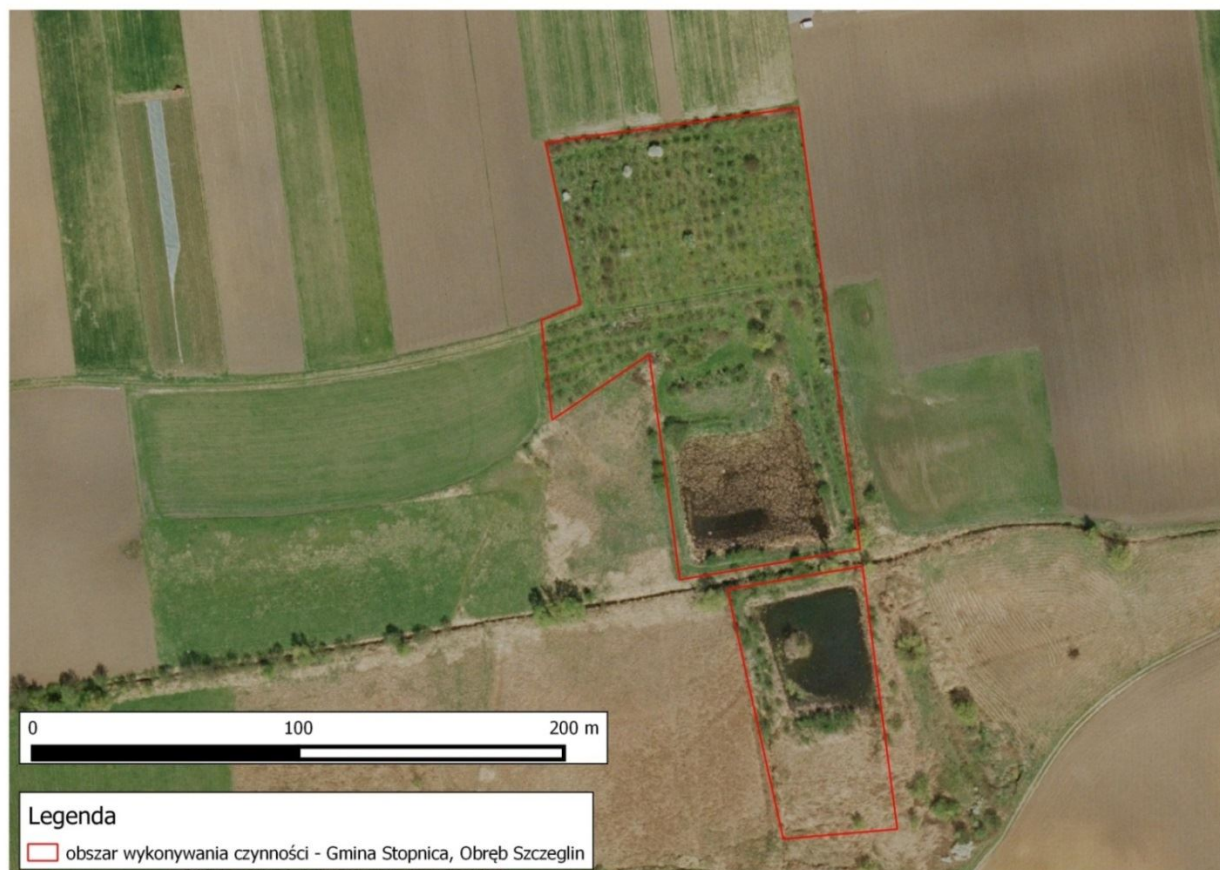 0 100 200 m
Legenda
obszar wykonywania czynności - Gmina Stopnica, Obręb Szczeglin